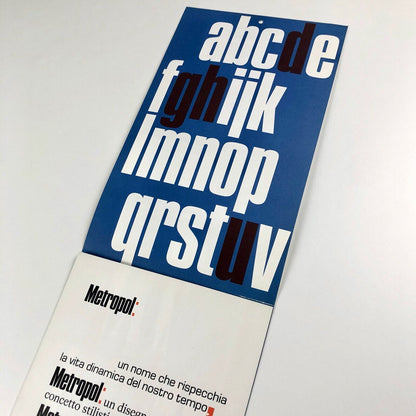 abcde
fghijk
lmnop
qrstuv
Metropol:
un nome che rispecchia
la vita dinamica del nostro tempo
Metropol: un disegn
concetto stilisti